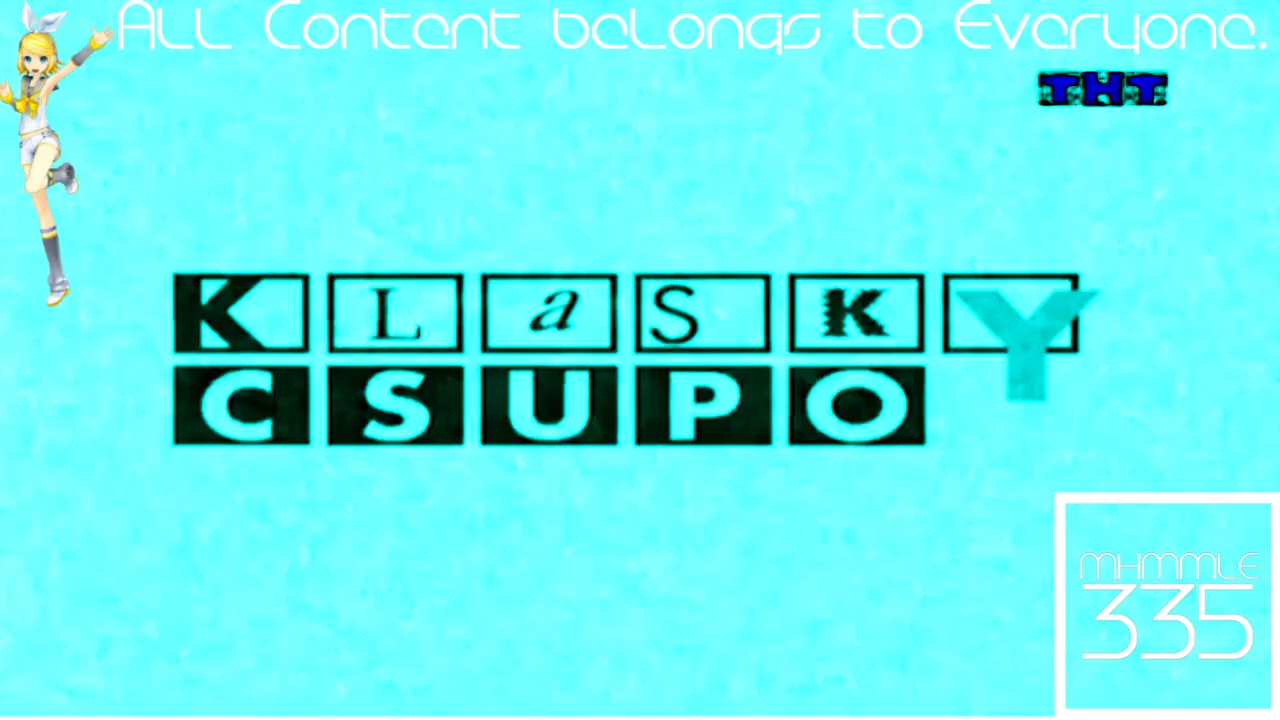 ALL Content belongs to Everyone.
THT
KLaSKY
CSUPO
MHMMLE
335